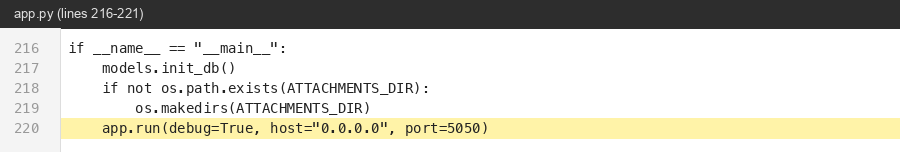 app.py (lines 216-221)
216 if __name__ == "__main__":
217     models.init_db()
218     if not os.path.exists(ATTACHMENTS_DIR):
219         os.makedirs(ATTACHMENTS_DIR)
220     app.run(debug=True, host="0.0.0.0", port=5050)